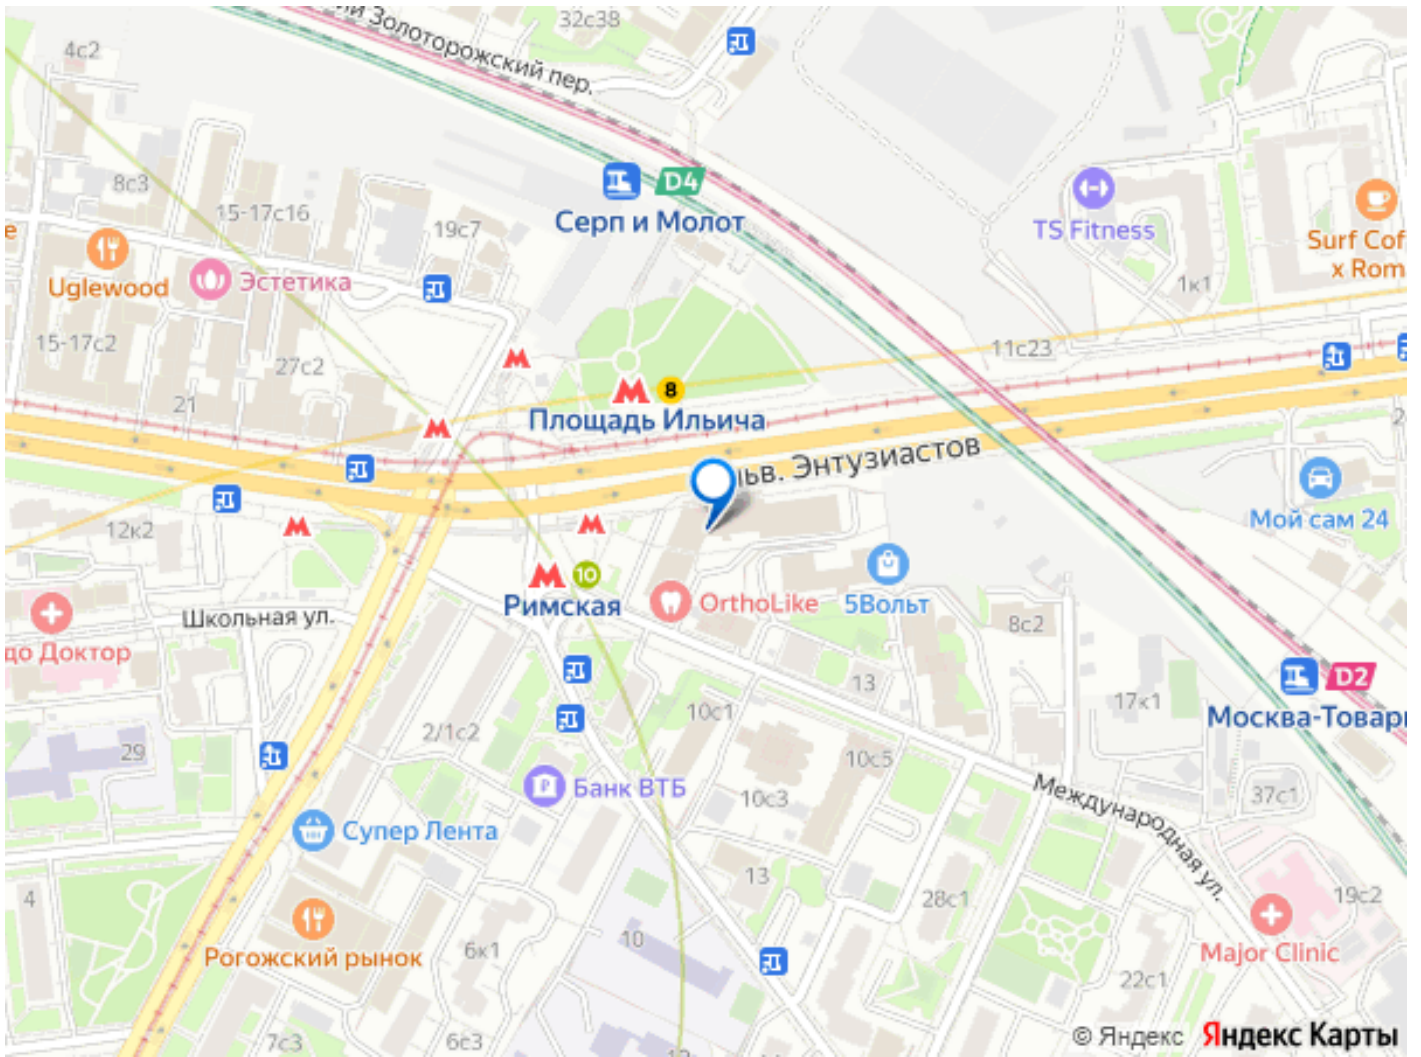 32с38
ий Золоторожский пер.
4с2
D4
Серп и Молот
8с3
15-17с16
19с7
TS Fitness
Surf Cof
x Rom
е
Uglewood
Эстетика
1к1
15-17с2
27с2
11с23
21
М
М
М
8
Площадь Ильича
ьв. Энтузиастов
12к2
М
М
Мой сам 24
М
10
Римская
OrthoLike
5Вольт
Школьная ул.
8с2
до Доктор
13
D2
17к1
Москва-Товарн
10с1
2/1с2
29
10с5
Банк ВТБ
10с3
Международная ул.
37с1
Супер Лента
13
4
28с1
19с2
Рогожский рынок
6к1
10
Major Clinic
22с1
7с3
6с3
© Яндекс Яндекс Карты